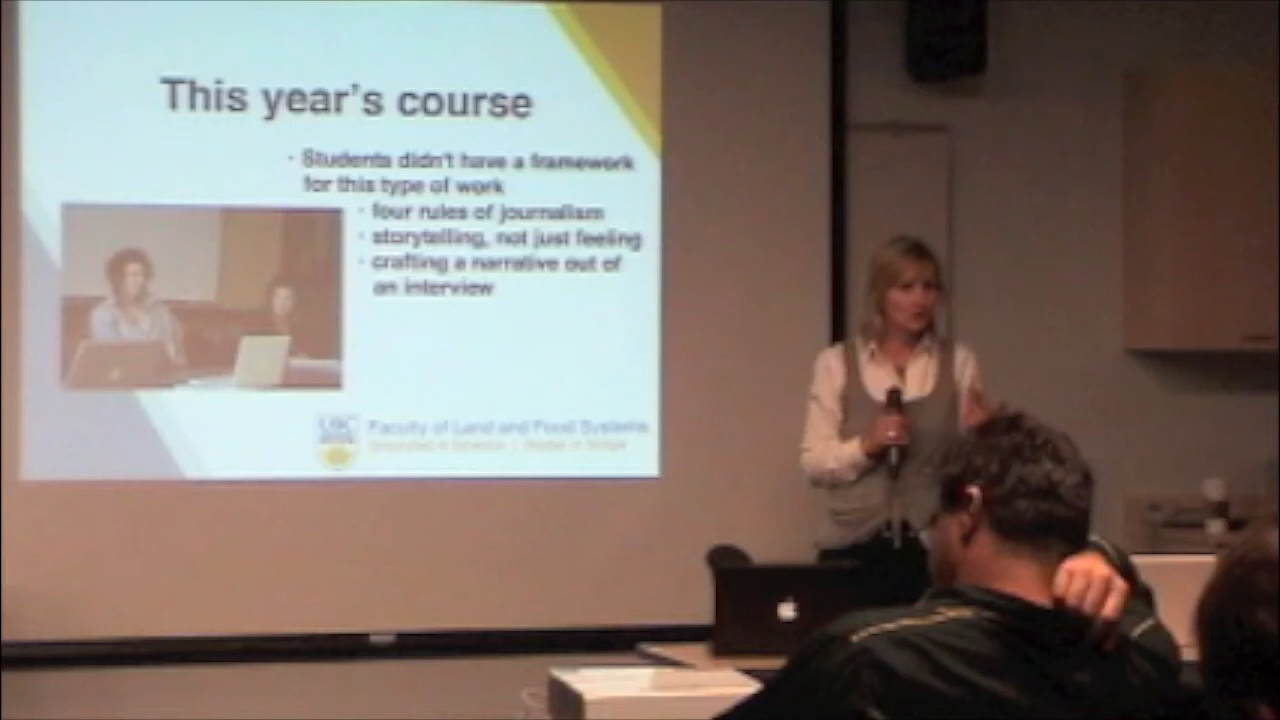 This year's course
· Students didn't have a framework
for this type of work
· four rules of journalism
· storytelling, not just feeling
· crafting a narrative out of
an interview
UBC
Faculty of Land and Food Systems